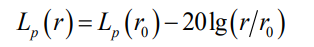 L_p(r) = L_p(r_0) − 20lg(r/r_0)